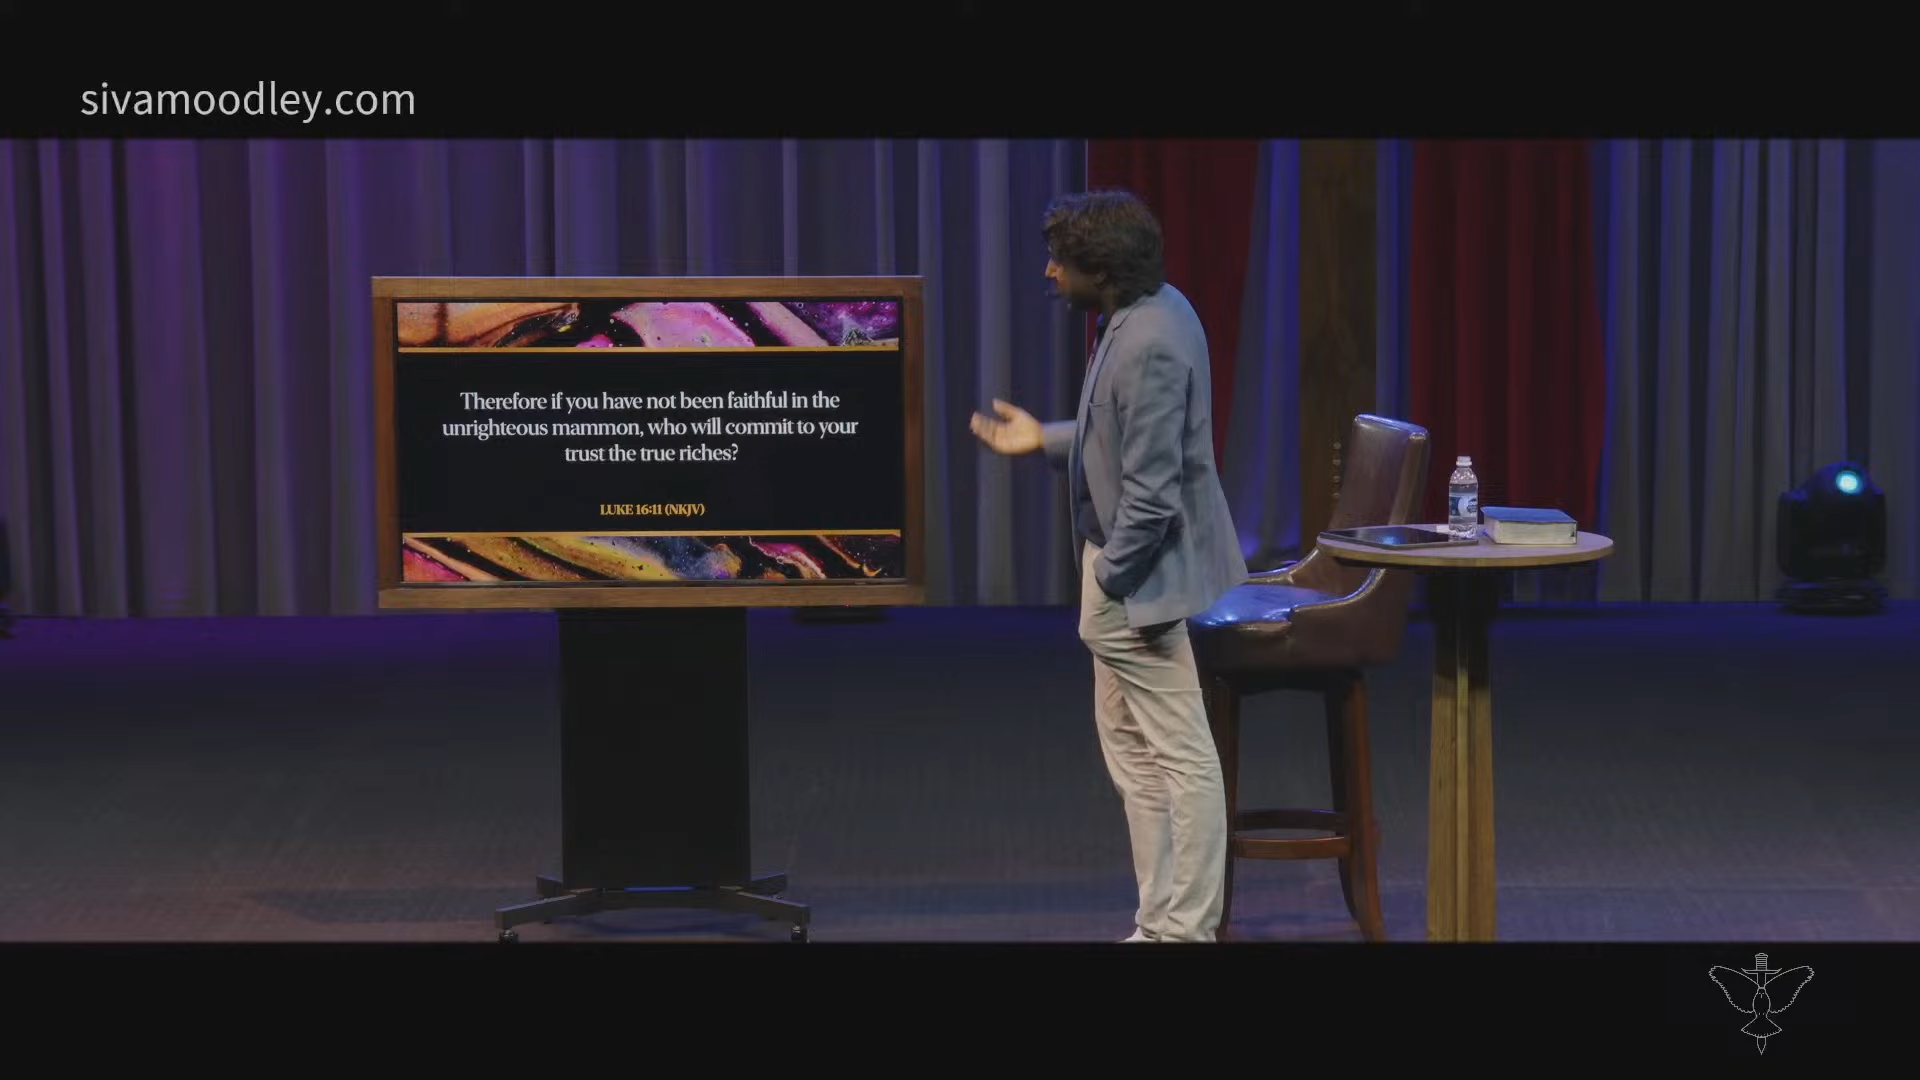 sivamoodley.com
Therefore if you have not been faithful in the
unrighteous mammon, who will commit to your
trust the true riches?
LUKE 16:11 (NKJV)